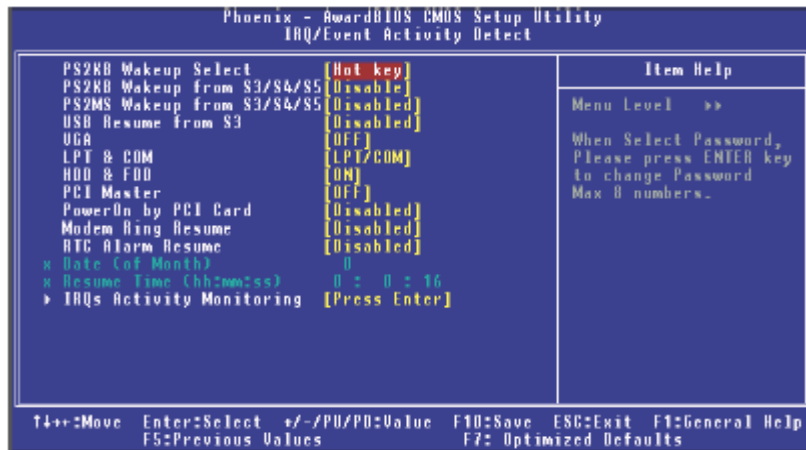 Phoenix - AwardBIOS CMOS Setup Utility
IRQ/Event Activity Detect
PS2KB Wakeup Select [Hot key]
PS2KB Wakeup from S3/S4/S5[Disable]
PS2MS Wakeup from S3/S4/S5[Disabled]
USB Resume from S3 [Disabled]
VGA [OFF]
LPT & COM [LPT/COM]
HDD & FDD [ON]
PCI Master [OFF]
PowerOn by PCI Card [Disabled]
Modem Ring Resume [Disabled]
RTC Alarm Resume [Disabled]
x Date (of Month) 0
x Resume Time (hh:mm:ss) 0 : 0 : 16
▸ IRQs Activity Monitoring [Press Enter]
Item Help
Menu Level ▸▸
When Select Password,
Please press ENTER key
to change Password
Max 8 numbers.
↑↓→←:Move Enter:Select +/-/PU/PD:Value F10:Save ESC:Exit F1:General Help
F5:Previous Values F7: Optimized Defaults